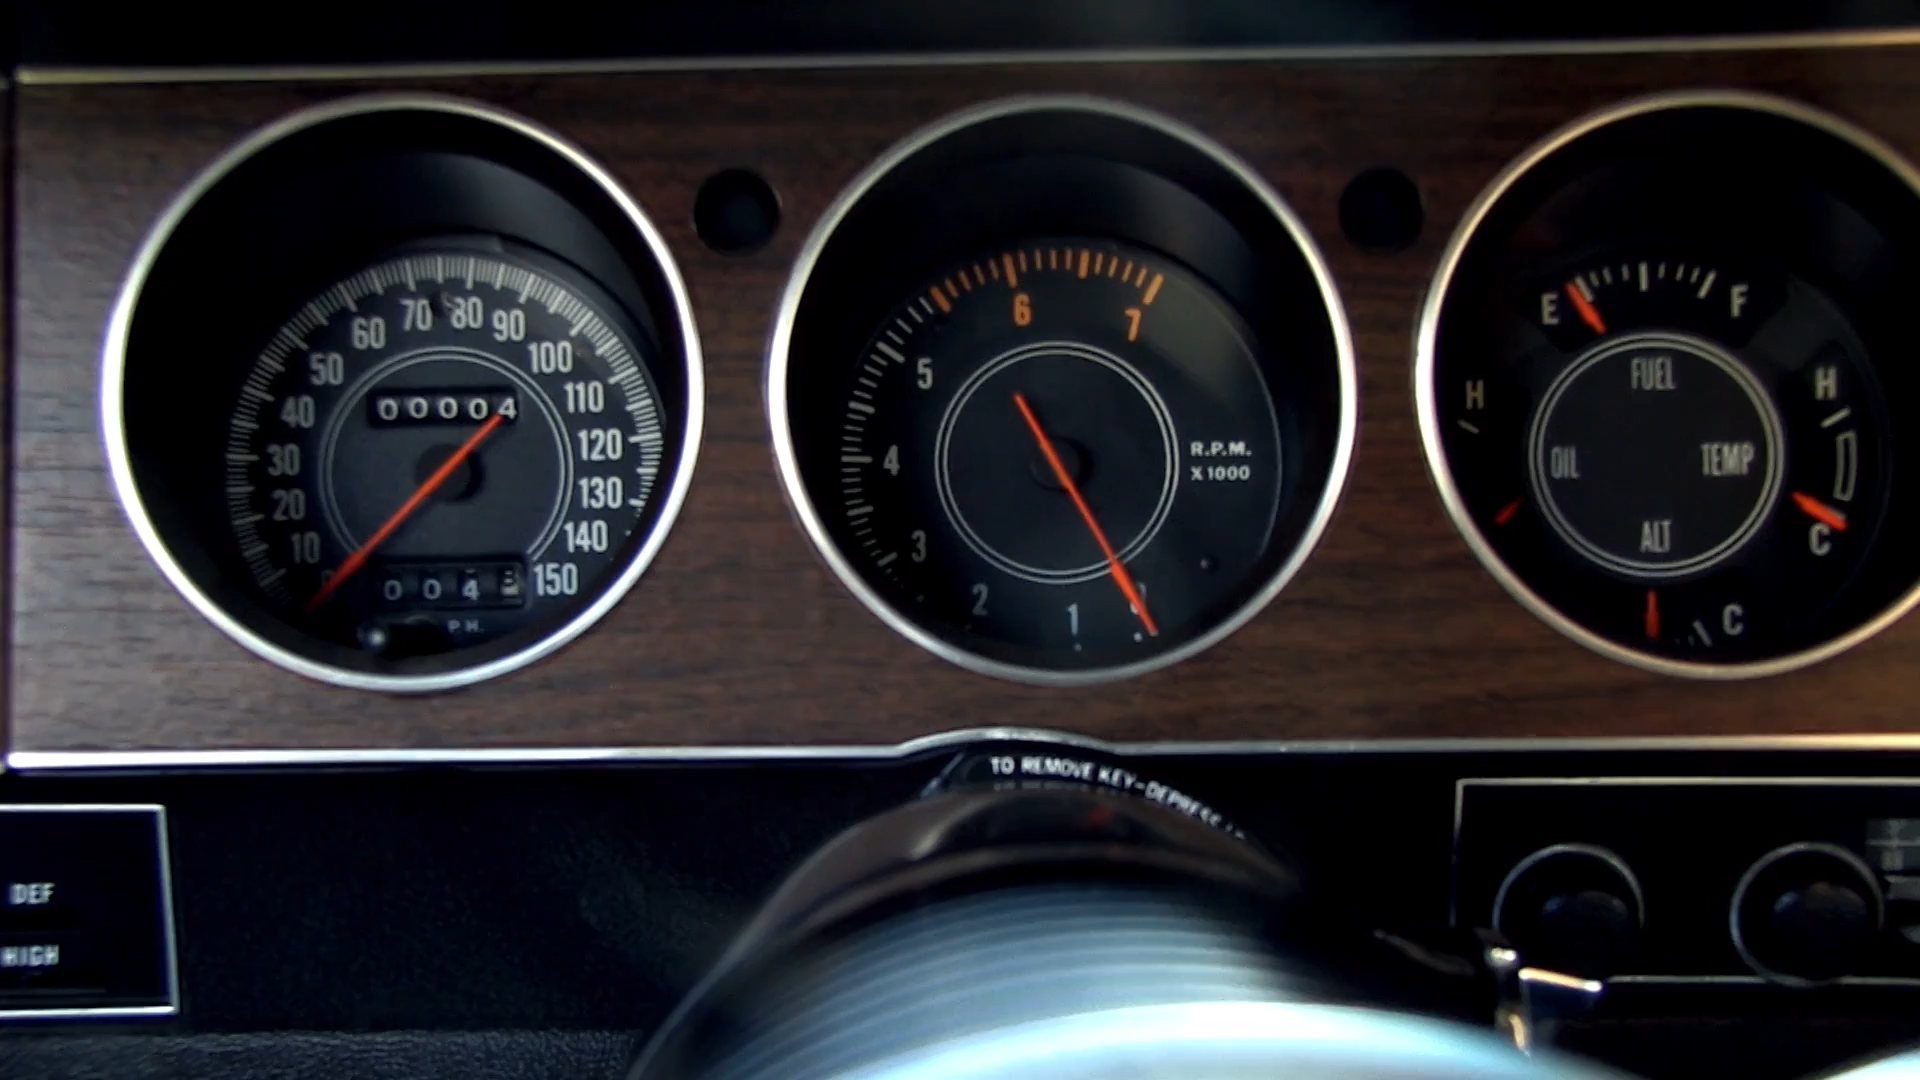 70 80
60 90
50 100
40 110
30 120
20 130
10 140
150
00004
004
6
7
5
4
3
2
1
R.P.M.
X1000
E F
FUEL
H H
OIL TEMP
ALT
C
C
TO REMOVE KEY-DEPRESS
DEF
HIGH